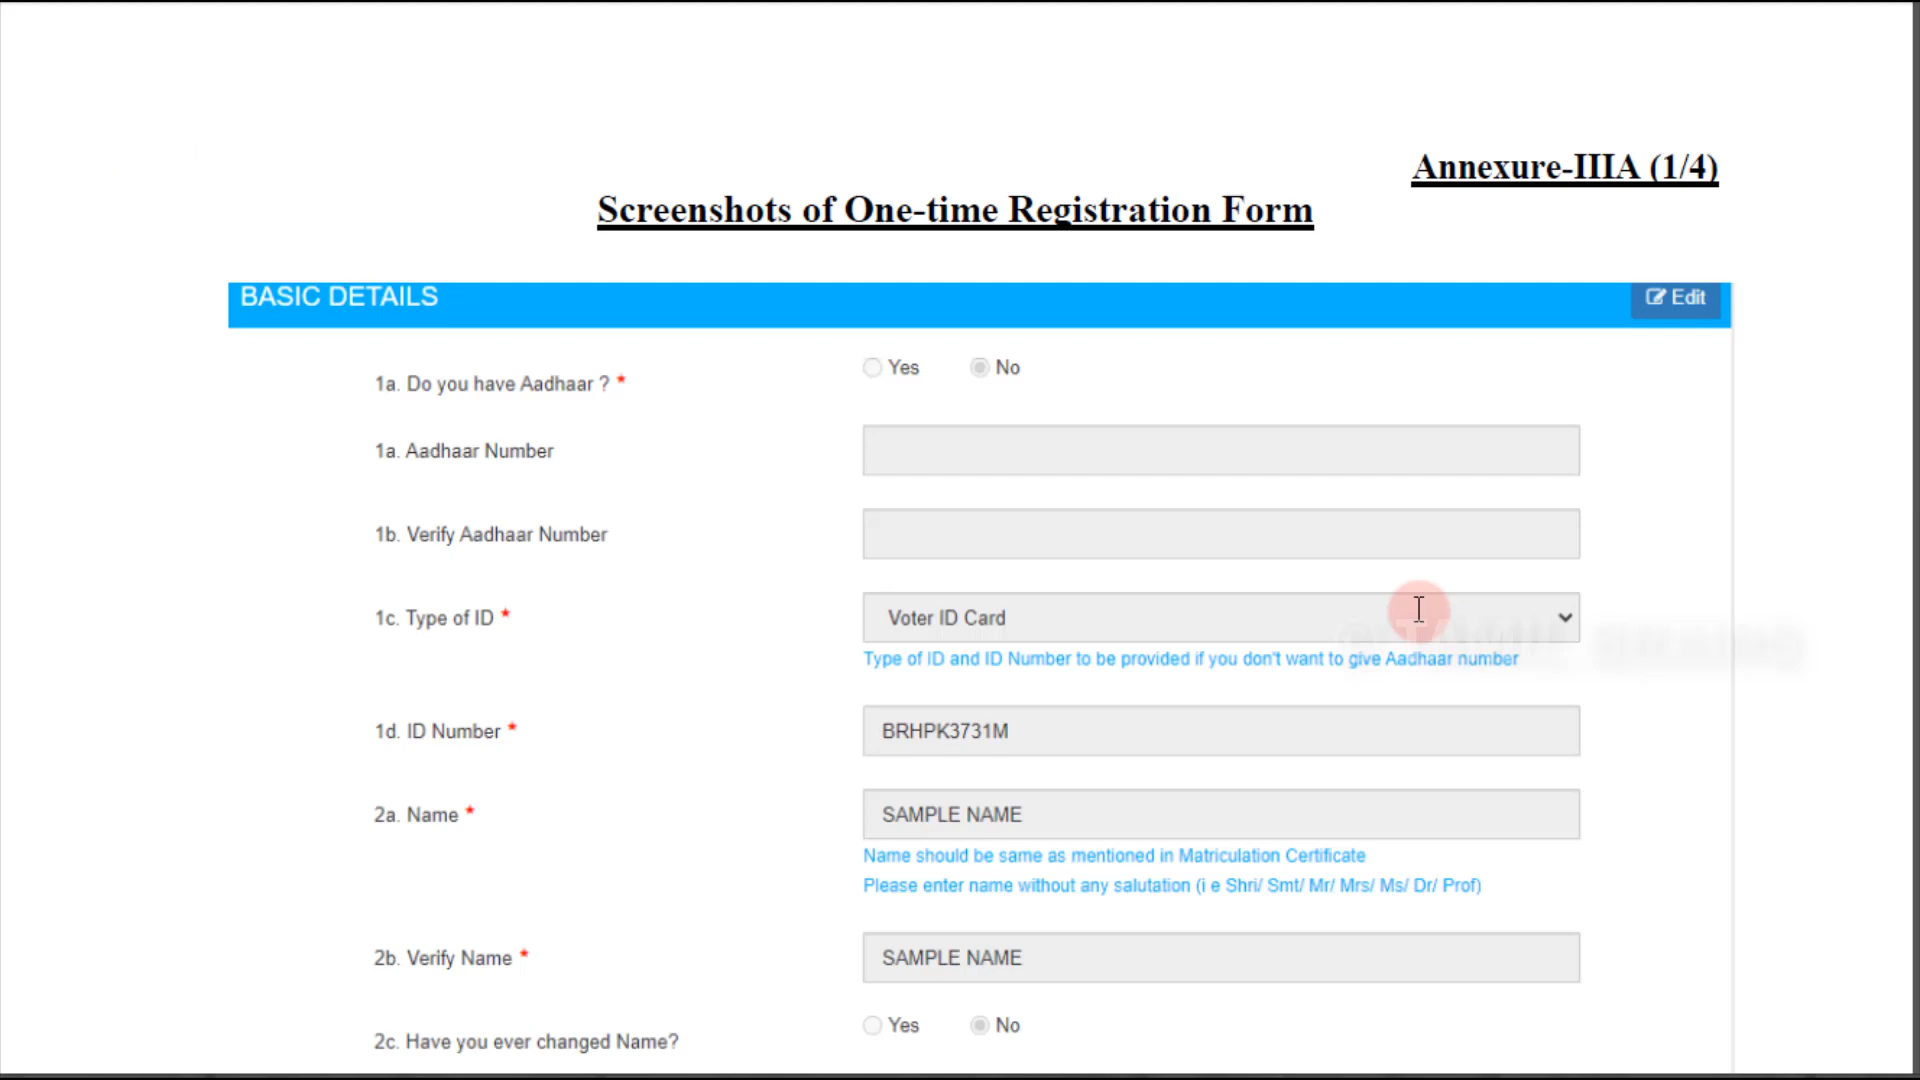 Annexure-IIIA (1/4)
Screenshots of One-time Registration Form
BASIC DETAILS
Edit
1a. Do you have Aadhaar ? *
Yes No
1a. Aadhaar Number
1b. Verify Aadhaar Number
1c. Type of ID *
Voter ID Card
Type of ID and ID Number to be provided if you don't want to give Aadhaar number
1d. ID Number *
BRHPK3731M
2a. Name *
SAMPLE NAME
Name should be same as mentioned in Matriculation Certificate
Please enter name without any salutation (i e Shri/ Smt/ Mr/ Mrs/ Ms/ Dr/ Prof)
2b. Verify Name *
SAMPLE NAME
2c. Have you ever changed Name?
Yes No